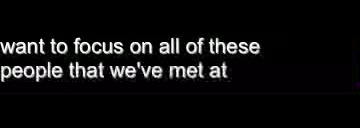 want to focus on all of these
people that we've met at